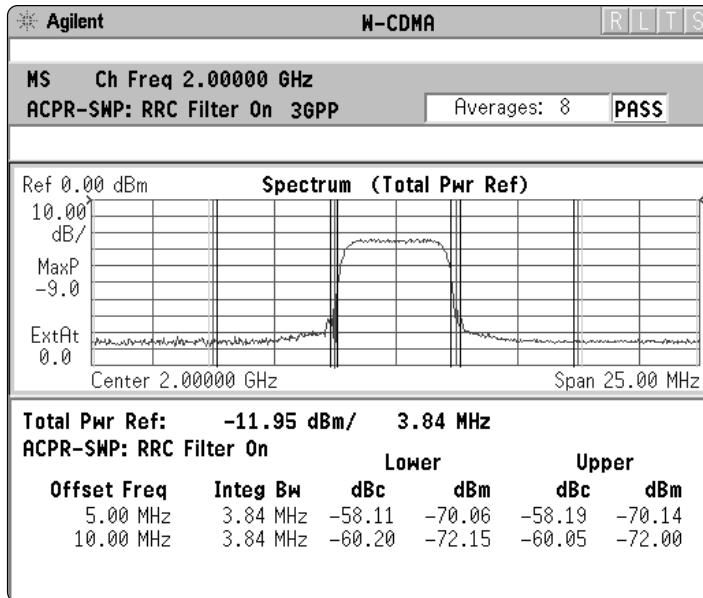 Agilent W-CDMA R L T S
MS Ch Freq 2.00000 GHz
ACPR-SWP: RRC Filter On 3GPP Averages: 8 PASS
Ref 0.00 dBm Spectrum (Total Pwr Ref)
10.00
dB/
MaxP
-9.0
ExtAt
0.0
Center 2.00000 GHz Span 25.00 MHz
Total Pwr Ref: -11.95 dBm/ 3.84 MHz
ACPR-SWP: RRC Filter On
Lower Upper
Offset Freq Integ Bw dBc dBm dBc dBm
5.00 MHz 3.84 MHz -58.11 -70.06 -58.19 -70.14
10.00 MHz 3.84 MHz -60.20 -72.15 -60.05 -72.00